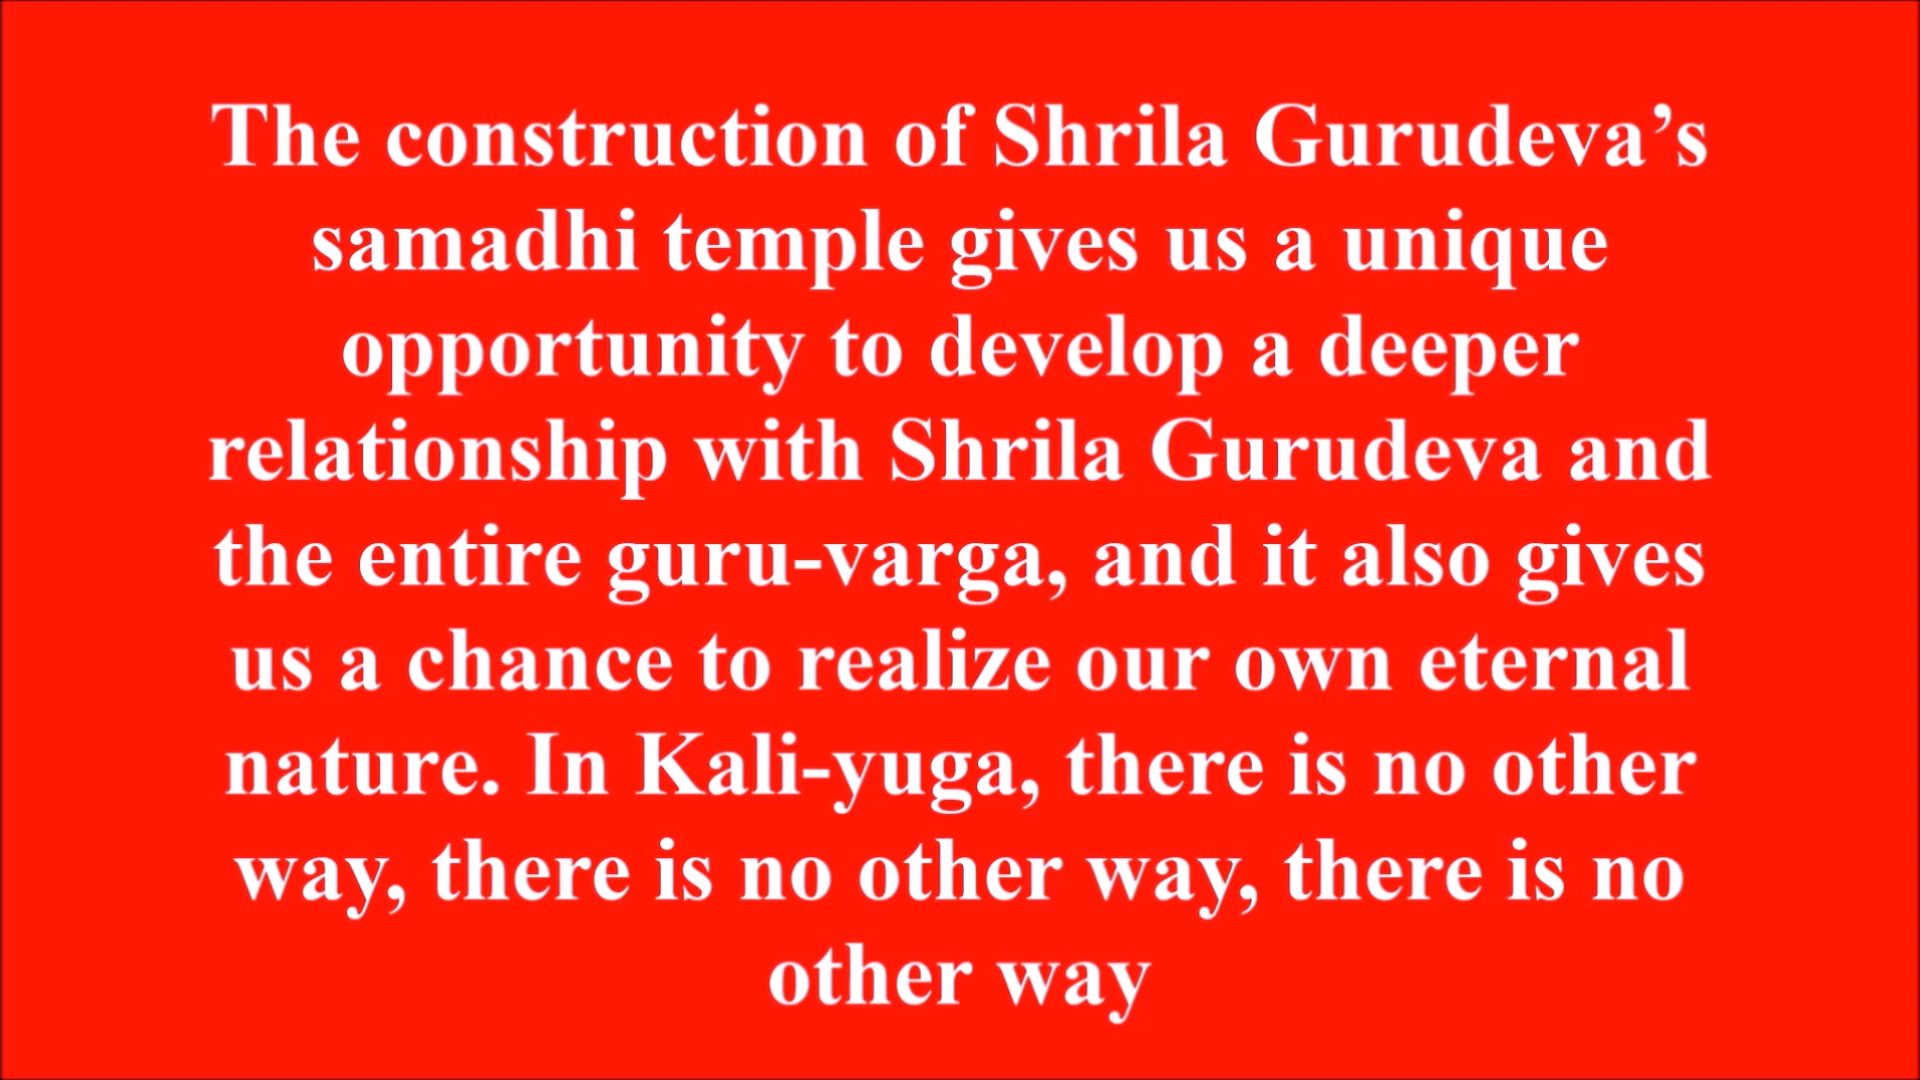 The construction of Shrila Gurudeva’s
samadhi temple gives us a unique
opportunity to develop a deeper
relationship with Shrila Gurudeva and
the entire guru-varga, and it also gives
us a chance to realize our own eternal
nature. In Kali-yuga, there is no other
way, there is no other way, there is no
other way